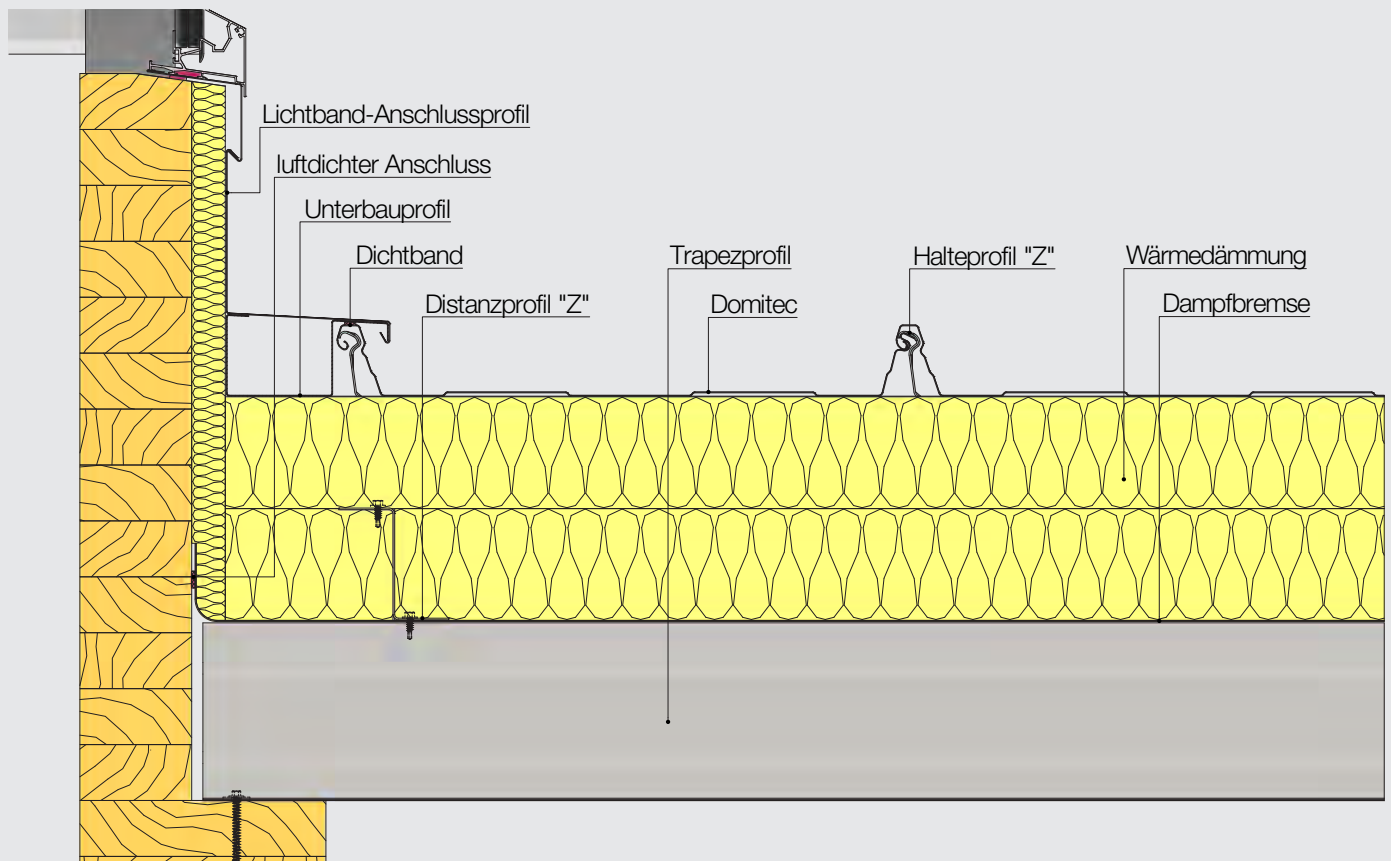 Lichtband-Anschlussprofil
luftdichter Anschluss
Unterbauprofil
Dichtband
Trapezprofil
Halteprofil "Z"
Wärmedämmung
Distanzprofil "Z"
Domitec
Dampfbremse